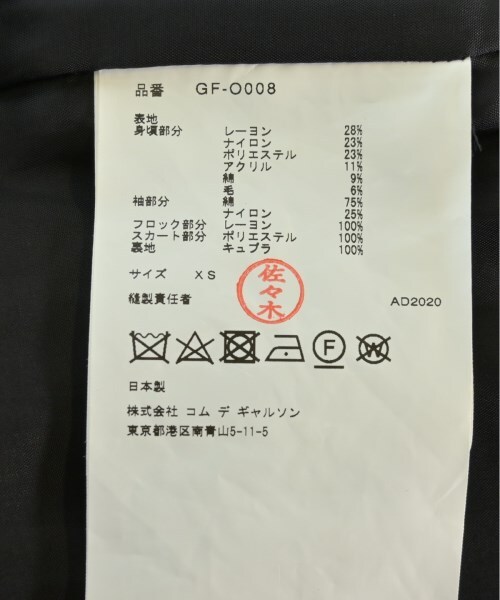 品番 GF-O008
表地
身頃部分 レーヨン 28%
ナイロン 23%
ポリエステル 23%
アクリル 11%
綿 9%
毛 6%
袖部分 綿 75%
ナイロン 25%
フロック部分 レーヨン 100%
スカート部分 ポリエステル 100%
裏地 キュプラ 100%
サイズ XS
佐々木
縫製責任者 AD2020
F W
日本製
株式会社 コム デ ギャルソン
東京都港区南青山5-11-5